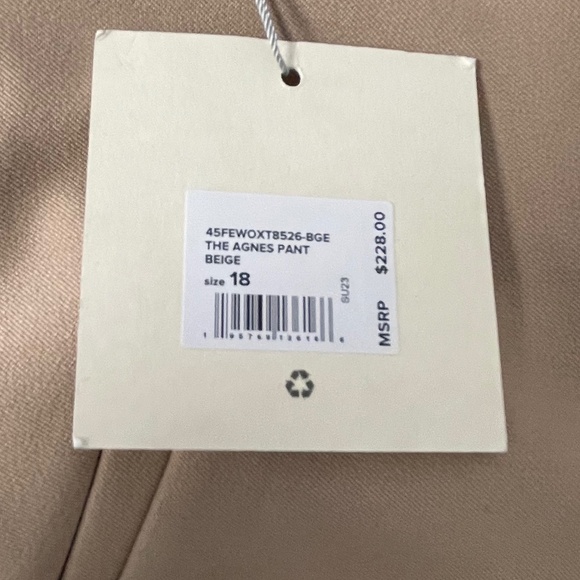 45FEWOXT8526-BGE
THE AGNES PANT
BEIGE
size 18
SU23
MSRP $228.00